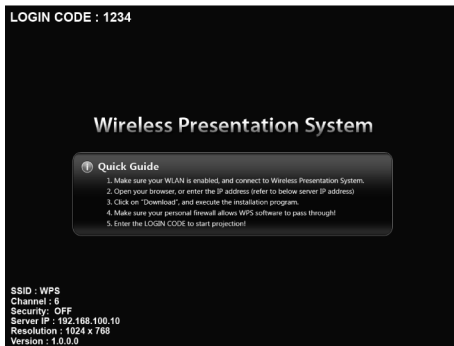 LOGIN CODE : 1234
Wireless Presentation System
Quick Guide
1. Make sure your WLAN is enabled, and connect to Wireless Presentation System.
2. Open your browser, or enter the IP address (refer to below server IP address)
3. Click on "Download", and execute the installation program.
4. Make sure your personal firewall allows WPS software to pass through!
5. Enter the LOGIN CODE to start projection!
SSID : WPS
Channel : 6
Security: OFF
Server IP : 192.168.100.10
Resolution : 1024 x 768
Version : 1.0.0.0